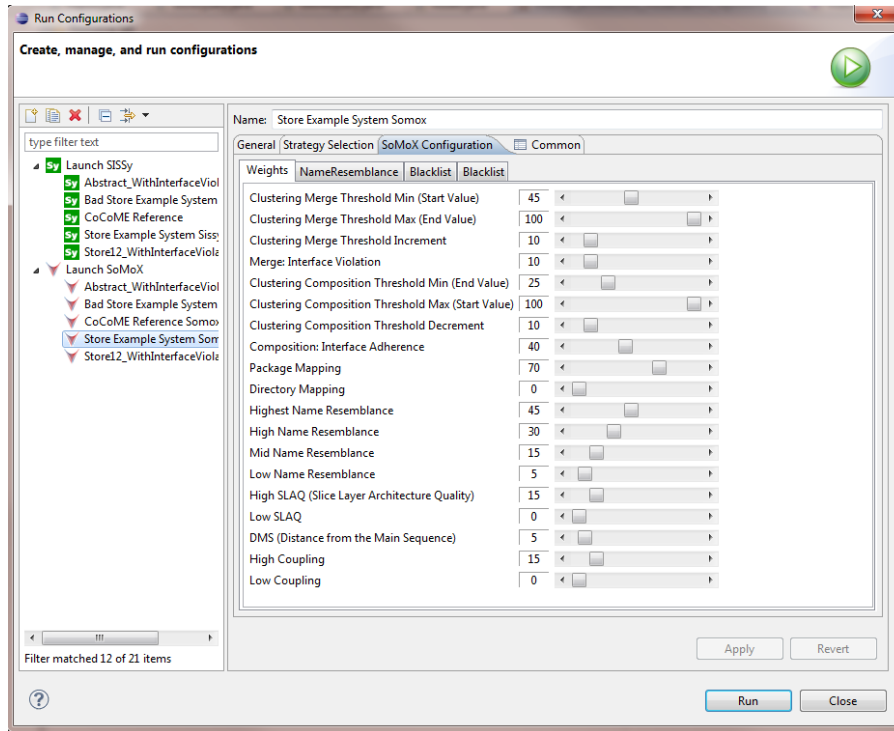 Run Configurations
Create, manage, and run configurations
type filter text
Sy Launch SISSy
Sy Abstract_WithInterfaceViol
Sy Bad Store Example System
Sy CoCoME Reference
Sy Store Example System Sissy
Sy Store12_WithInterfaceViola
Launch SoMoX
Abstract_WithInterfaceViol
Bad Store Example System
CoCoME Reference Somox
Store Example System Som
Store12_WithInterfaceViola
Filter matched 12 of 21 items
Name: Store Example System Somox
General Strategy Selection SoMoX Configuration Common
Weights NameResemblance Blacklist Blacklist
Clustering Merge Threshold Min (Start Value) 45
Clustering Merge Threshold Max (End Value) 100
Clustering Merge Threshold Increment 10
Merge: Interface Violation 10
Clustering Composition Threshold Min (End Value) 25
Clustering Composition Threshold Max (Start Value) 100
Clustering Composition Threshold Decrement 10
Composition: Interface Adherence 40
Package Mapping 70
Directory Mapping 0
Highest Name Resemblance 45
High Name Resemblance 30
Mid Name Resemblance 15
Low Name Resemblance 5
High SLAQ (Slice Layer Architecture Quality) 15
Low SLAQ 0
DMS (Distance from the Main Sequence) 5
High Coupling 15
Low Coupling 0
Apply Revert
? Run Close